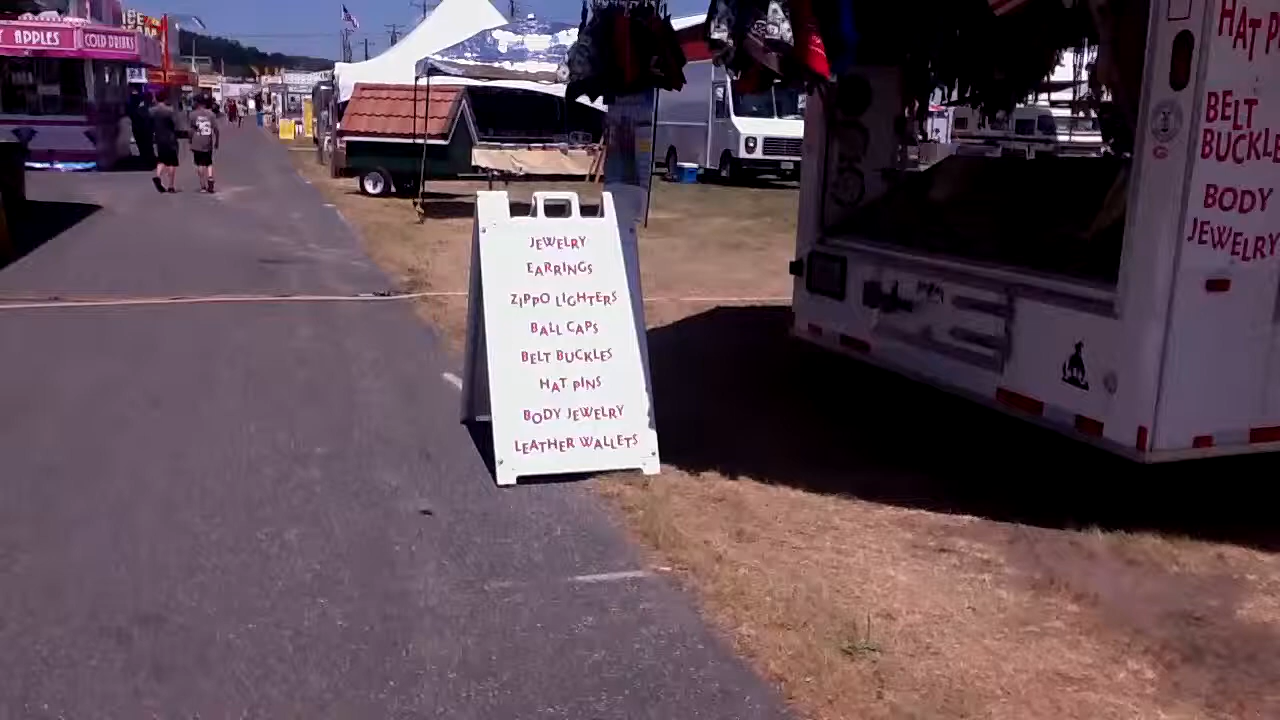 APPLES
COLD DRINKS
JEWELRY
EARRINGS
ZIPPO LIGHTERS
BALL CAPS
BELT BUCKLES
HAT PINS
BODY JEWELRY
LEATHER WALLETS
HAT P
BELT
BUCKLE
BODY
JEWELRY